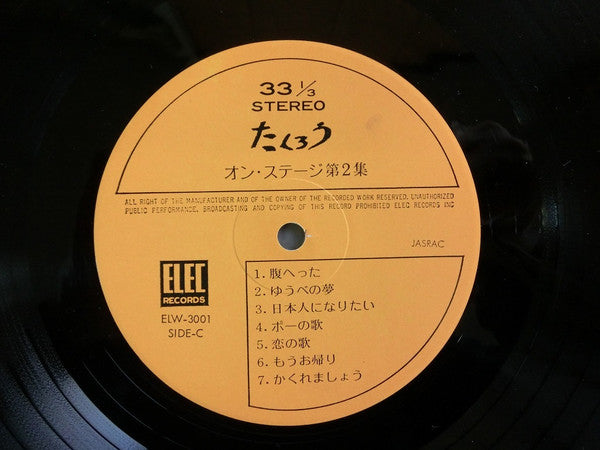 33 1/3
STEREO
たくろう
オン・ステージ第2集
ALL RIGHT OF THE MANUFACTURER AND OF THE OWNER OF THE RECORDED WORK RESERVED. UNAUTHORIZED
PUBLIC PERFORMANCE, BROADCASTING AND COPYING OF THIS RECORD PROHIBITED ELEC RECORDS INC
JASRAC
ELEC
RECORDS
ELW-3001
SIDE-C
1. 腹へった
2. ゆうべの夢
3. 日本人になりたい
4. ポーの歌
5. 恋の歌
6. もうお帰り
7. かくれましょう